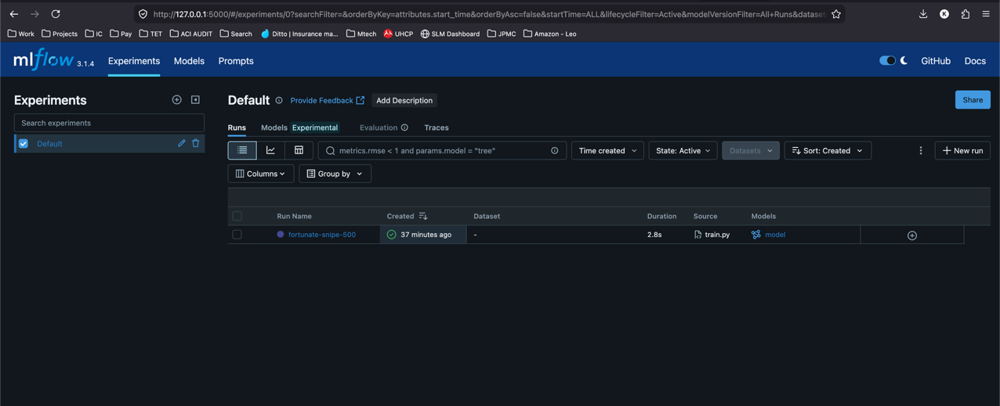 http://127.0.0.1:5000/#/experiments/0?searchFilter=&orderByKey=attributes.start_time&orderByAsc=false&startTime=ALL&lifecycleFilter=Active&modelVersionFilter=All+Runs&dataset
K
Work Projects IC Pay TET ACI AUDIT Search Ditto | Insurance ma... Mtech UHCP SLM Dashboard JPMC Amazon - Leo
mlflow 3.1.4 Experiments Models Prompts GitHub Docs
Experiments
Search experiments
Default
Default Provide Feedback Add Description Share
Runs Models Experimental Evaluation Traces
metrics.rmse < 1 and params.model = "tree" Time created State: Active Datasets Sort: Created New run
Columns Group by
Run Name Created Dataset Duration Source Models
fortunate-snipe-500 37 minutes ago - 2.8s train.py model